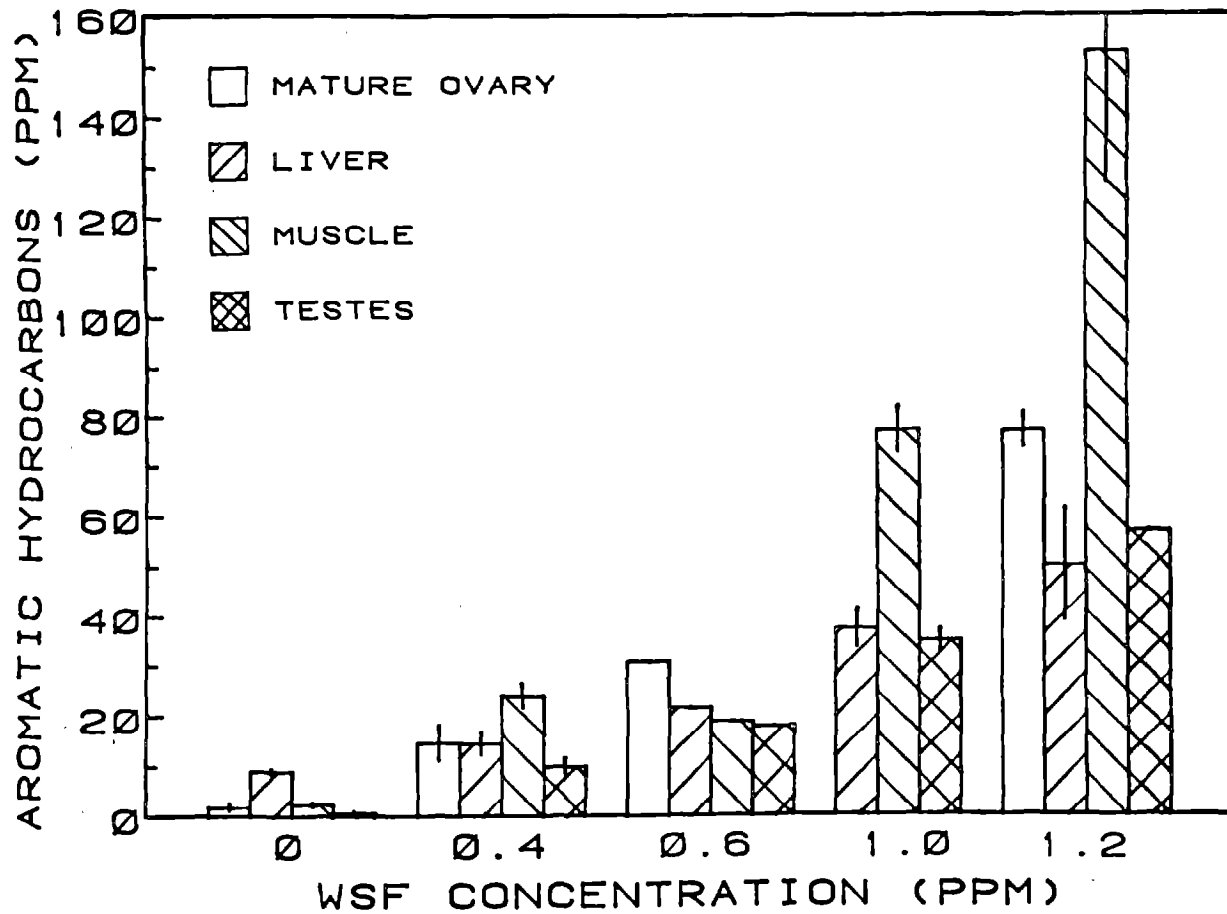 AROMATIC HYDROCARBONS (PPM)
160
140
120
100
80
60
40
20
0
MATURE OVARY
LIVER
MUSCLE
TESTES
0 0.4 0.6 1.0 1.2
WSF CONCENTRATION (PPM)